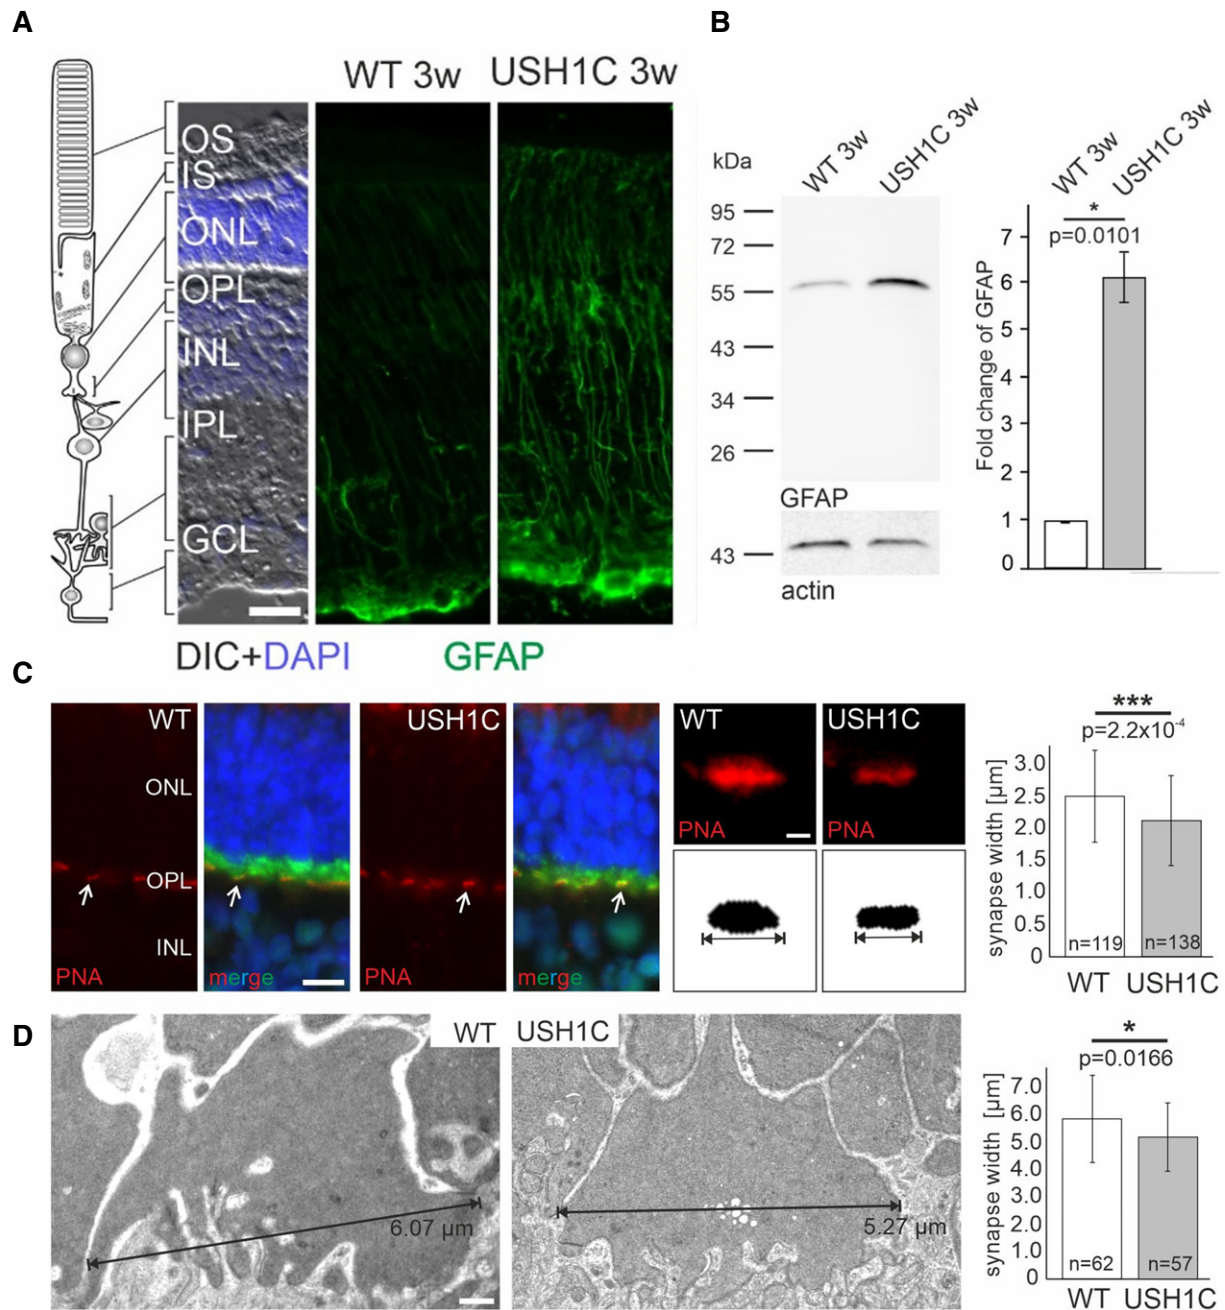 A
WT 3w
USH1C 3w
OS
IS
ONL
OPL
INL
IPL
GCL
DIC+DAPI
GFAP
B
kDa
WT 3w
USH1C 3w
95
72
55
43
34
26
GFAP
43
actin
WT 3w
USH1C 3w
*
p=0.0101
Fold change of GFAP
7
6
5
4
3
2
1
0
C
WT
ONL
OPL
INL
PNA
merge
USH1C
PNA
merge
WT
PNA
USH1C
PNA
***
p=2.2x10-4
synapse width [µm]
3.0
2.5
2.0
1.5
1.0
0.5
0
n=119
n=138
WT
USH1C
D
WT
6.07 µm
USH1C
5.27 µm
*
p=0.0166
synapse width [µm]
7.0
6.0
5.0
4.0
3.0
2.0
1.0
0
n=62
n=57
WT
USH1C